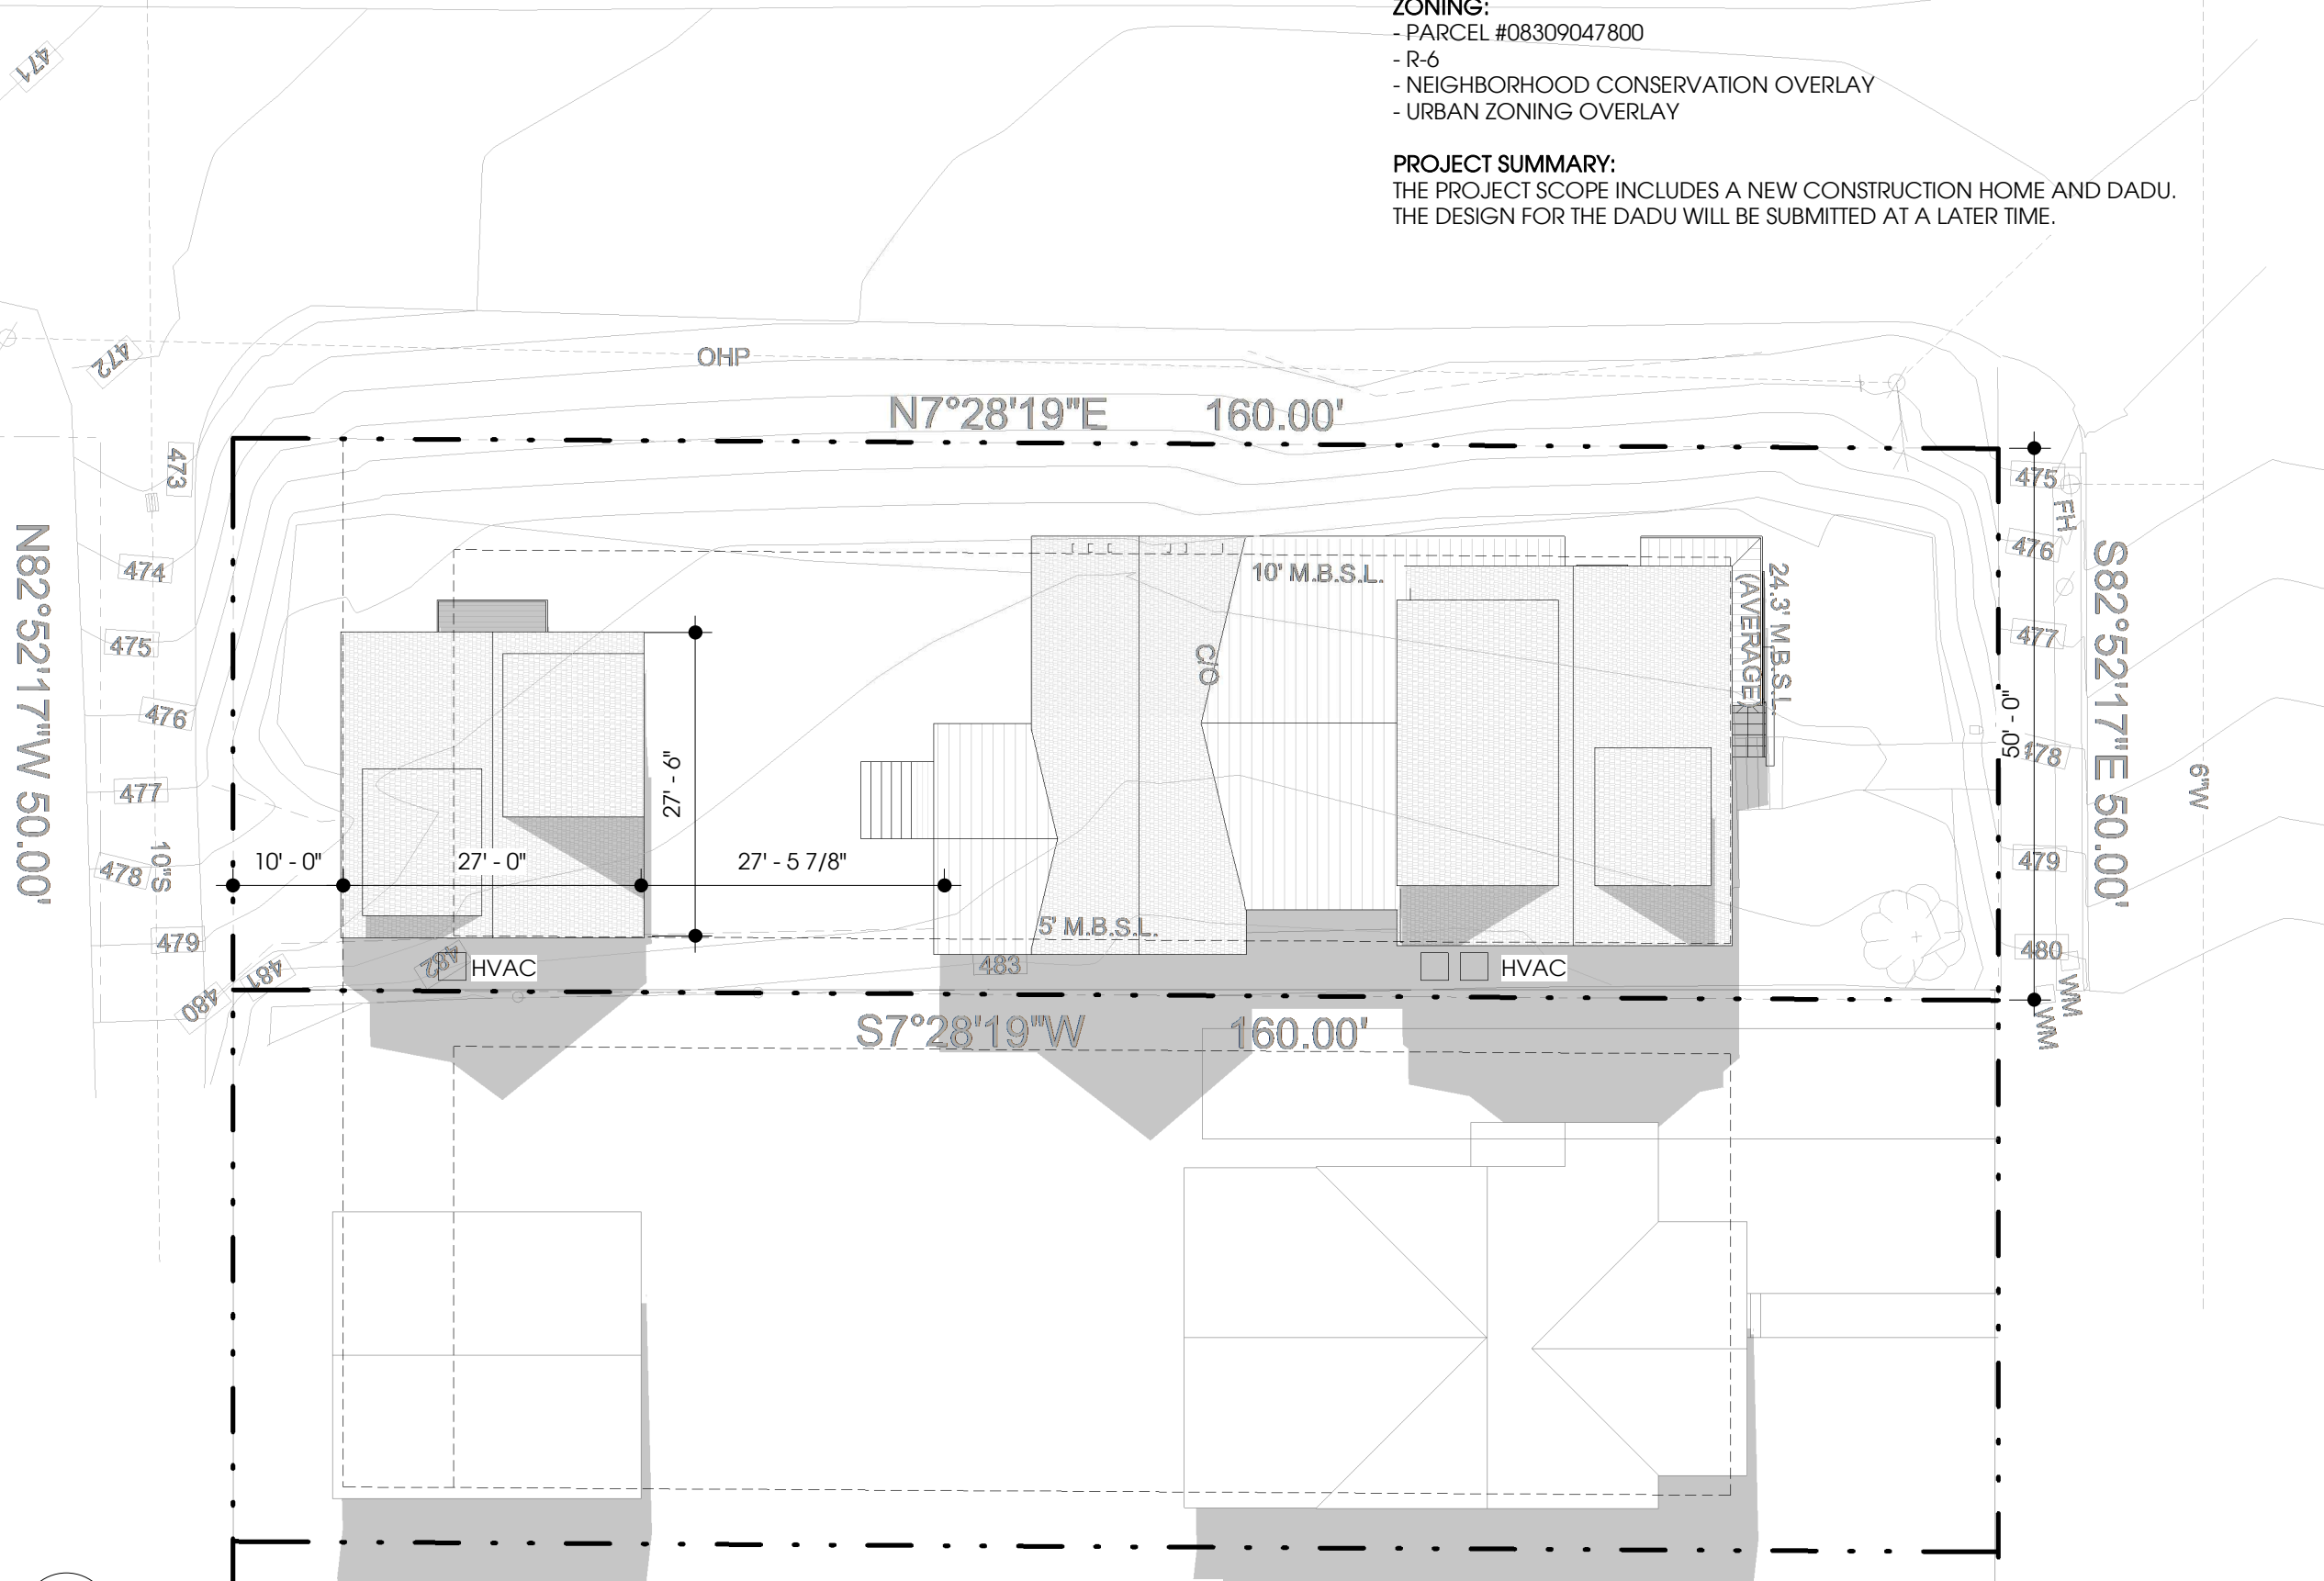 ZONING:
- PARCEL #08309047800
- R-6
- NEIGHBORHOOD CONSERVATION OVERLAY
- URBAN ZONING OVERLAY
PROJECT SUMMARY:
THE PROJECT SCOPE INCLUDES A NEW CONSTRUCTION HOME AND DADU.
THE DESIGN FOR THE DADU WILL BE SUBMITTED AT A LATER TIME.
471
472
OHP
N7°28'19"E 160.00'
473
475
FH
476
N82°52'17"W 50.00'
474
10' M.B.S.L.
24.3' M.B.S.L.
(AVERAGE)
S82°52'17"E 50.00'
475
477
C/O
476
50' - 0"
478
477
27' - 6"
6"W
478
10"S
10' - 0"
27' - 0"
27' - 5 7/8"
479
479
5' M.B.S.L.
480
481
482
HVAC
483
HVAC
480
WM
WM
S7°28'19"W 160.00'